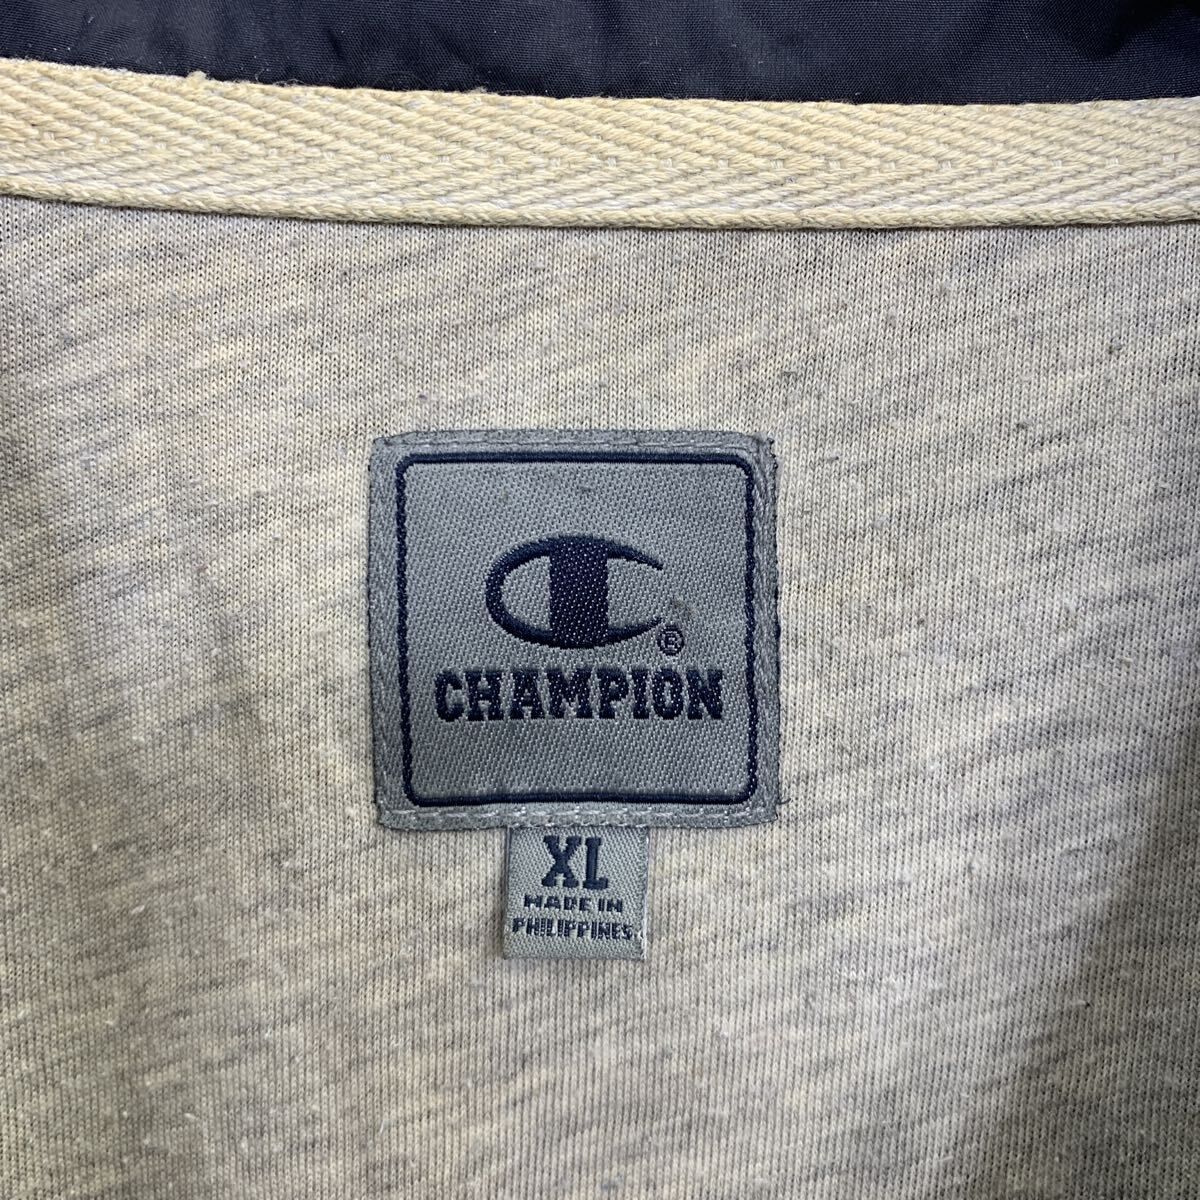 C®
CHAMPION
XL
MADE IN
PHILIPPINES